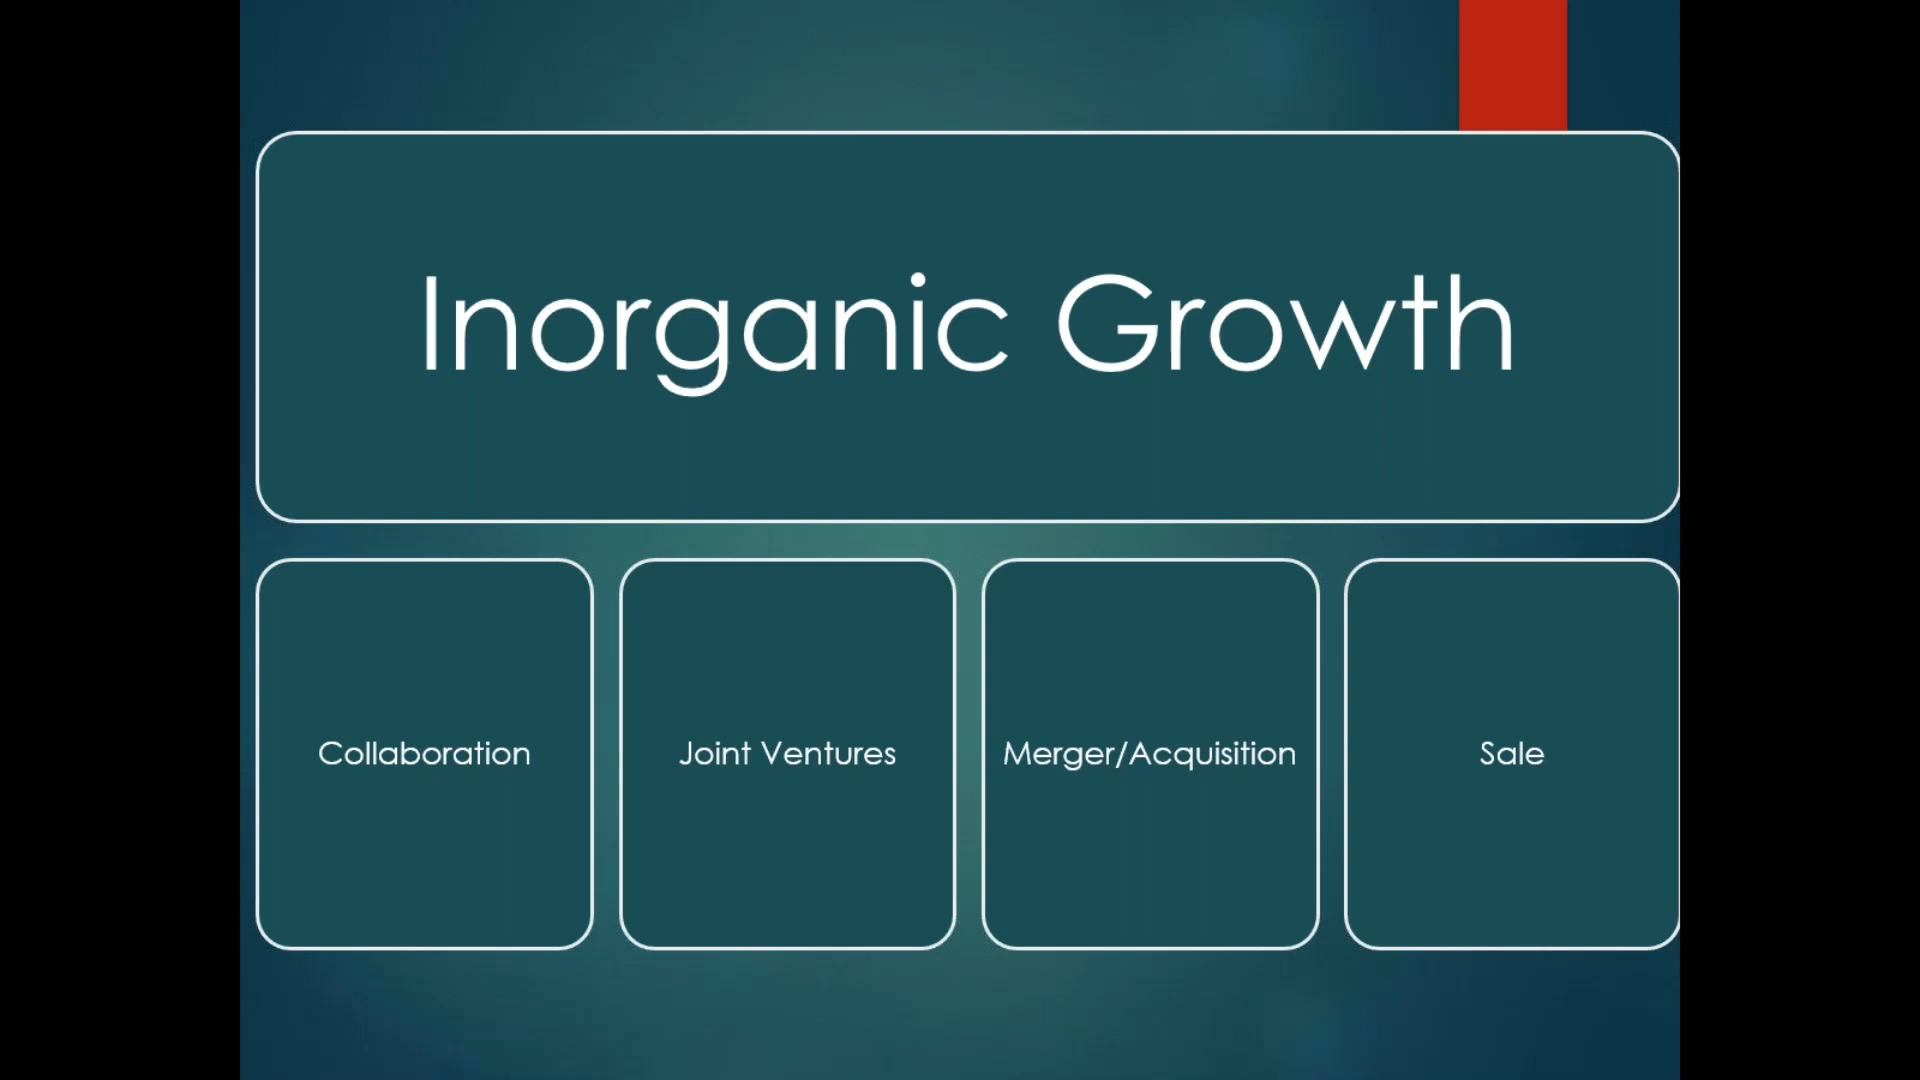 Inorganic Growth
Collaboration
Joint Ventures
Merger/Acquisition
Sale